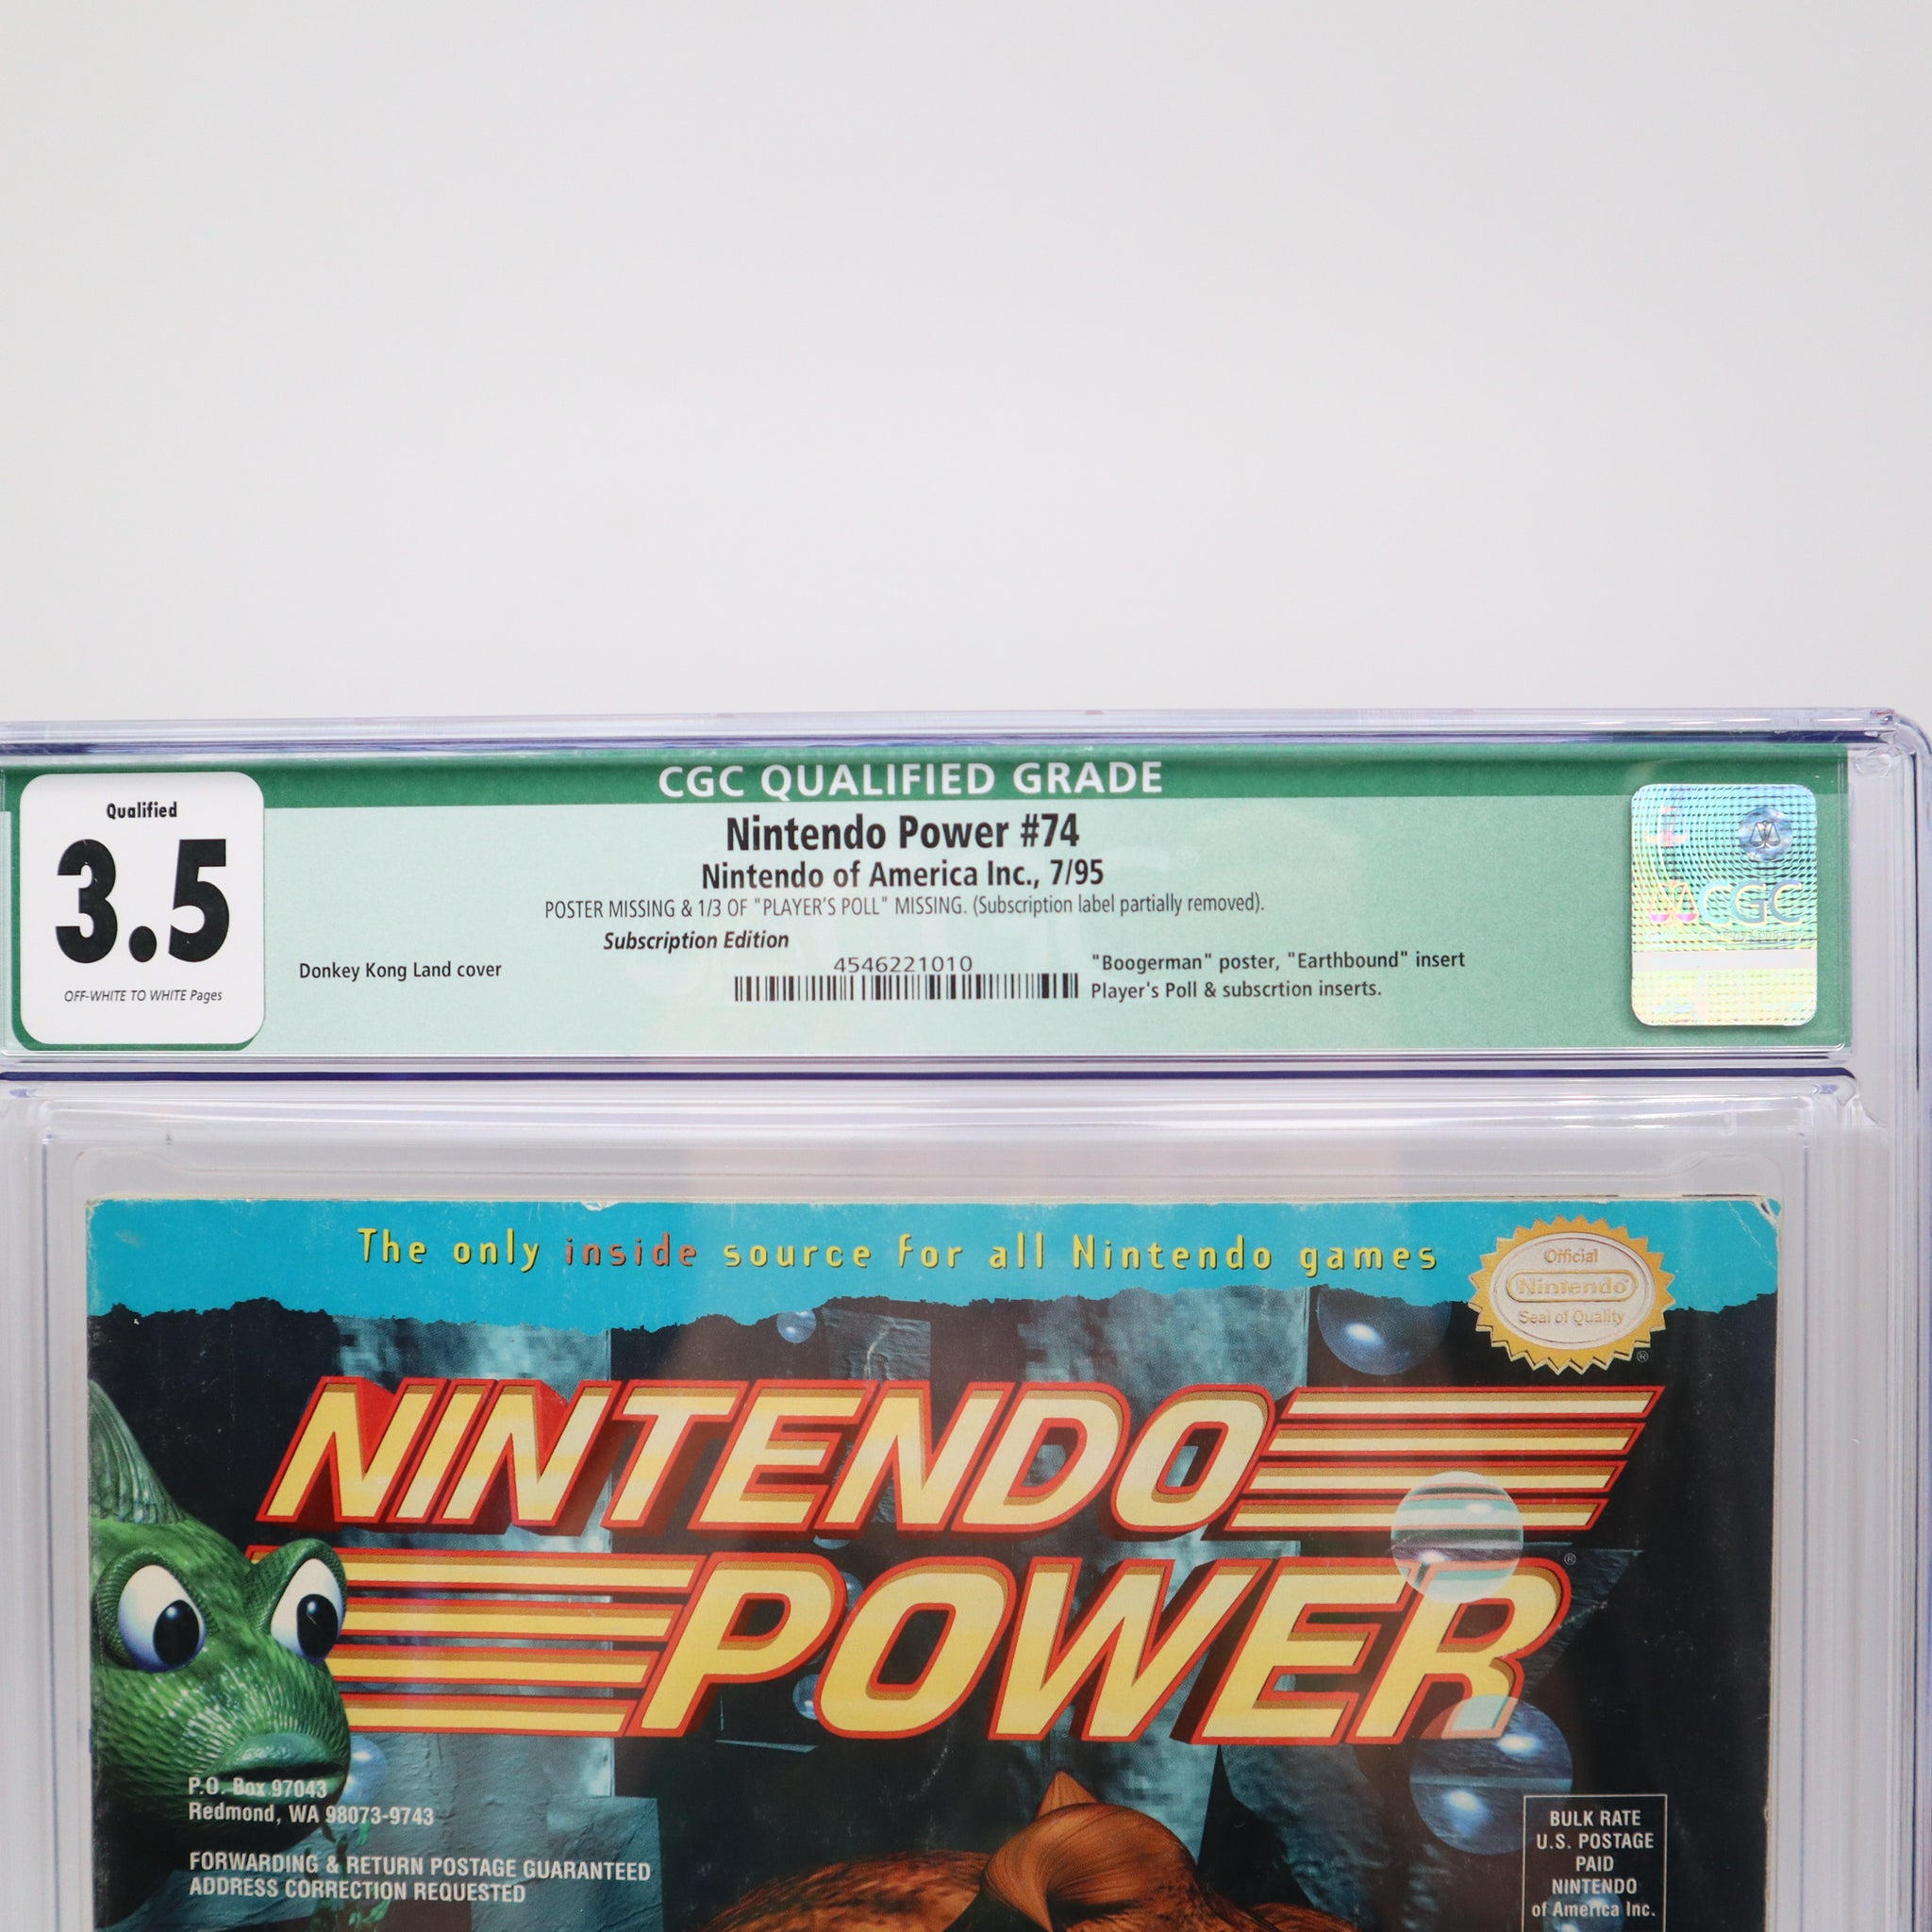 CGC QUALIFIED GRADE
Qualified
3.5
OFF-WHITE TO WHITE Pages
Nintendo Power #74
Nintendo of America Inc., 7/95
POSTER MISSING & 1/3 OF "PLAYER'S POLL" MISSING. (Subscription label partially removed).
Subscription Edition
Donkey Kong Land cover
4546221010
"Boogerman" poster, "Earthbound" insert
Player's Poll & subscrtion inserts.
CGC
The only inside source for all Nintendo games
Official
Nintendo®
Seal of Quality
®
NINTENDO
POWER
®
P.O. Box 97043
Redmond, WA 98073-9743
FORWARDING & RETURN POSTAGE GUARANTEED
ADDRESS CORRECTION REQUESTED
BULK RATE
U.S. POSTAGE
PAID
NINTENDO
of America Inc.